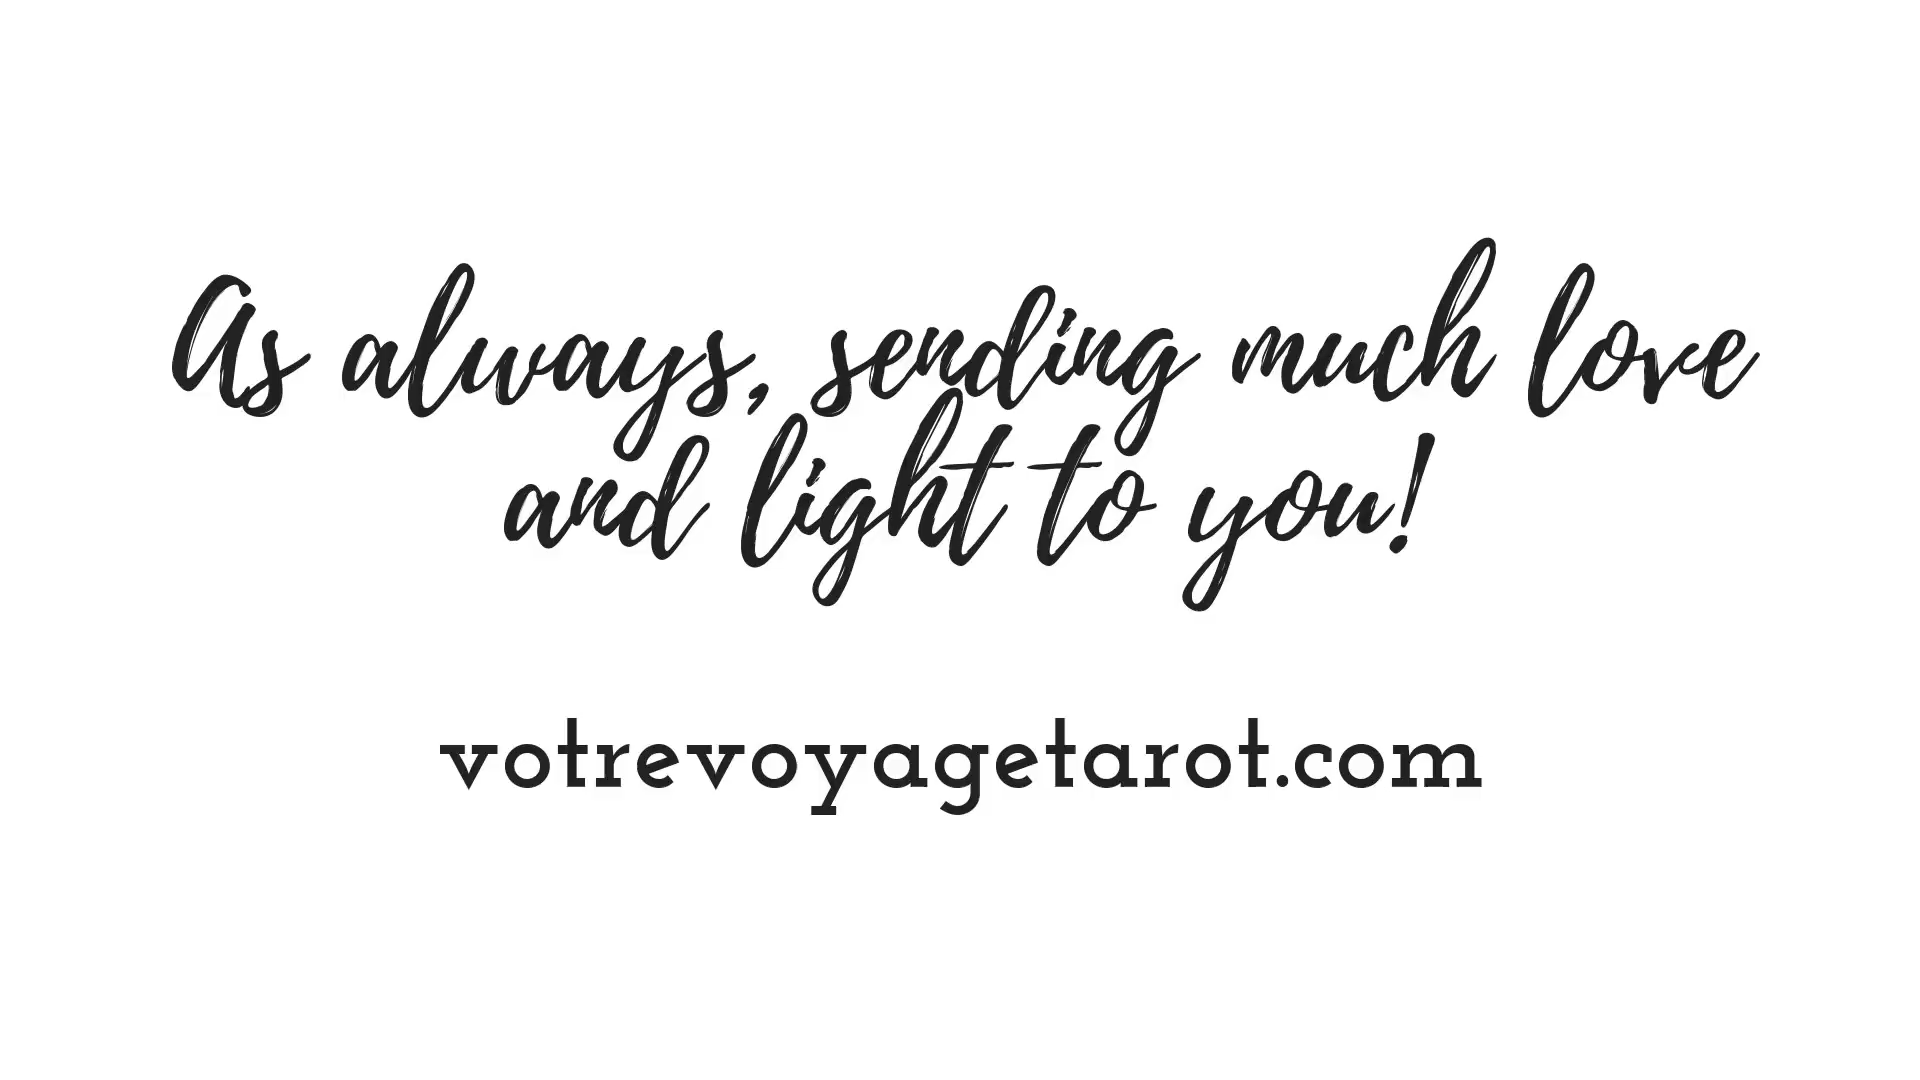 As always, sending much love
and light to you!
votrevoyagetarot.com